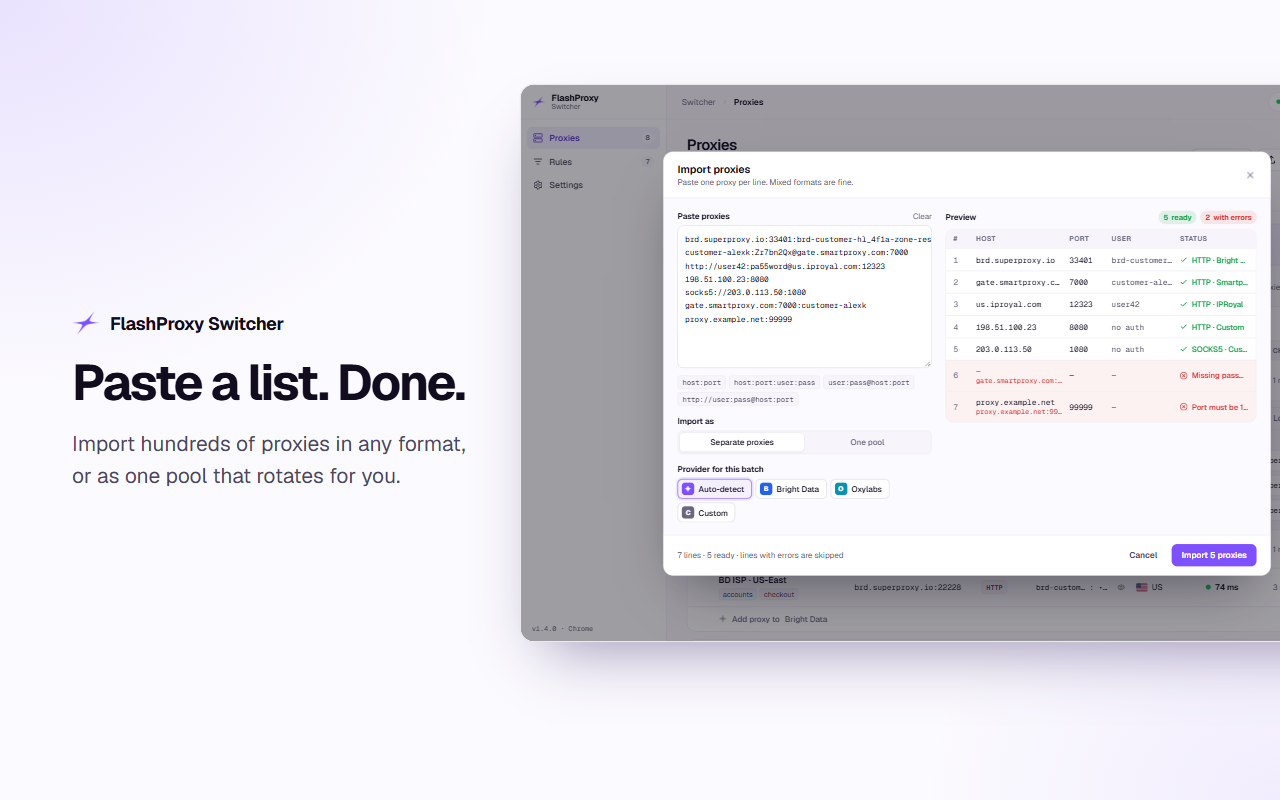 FlashProxy Switcher
Paste a list. Done.
Import hundreds of proxies in any format,
or as one pool that rotates for you.
FlashProxy
Switcher
Proxies 8
Rules 7
Settings
v1.4.0 · Chrome
Switcher Proxies
Proxies
Import proxies
Paste one proxy per line. Mixed formats are fine.
Paste proxies Clear
brd.superproxy.io:33401:brd-customer-hl_4f1a-zone-res
customer-alexk:Zr7bn2Qx@gate.smartproxy.com:7000
http://user42:pa55word@us.iproyal.com:12323
198.51.100.23:8080
socks5://203.0.113.50:1080
gate.smartproxy.com:7000:customer-alexk
proxy.example.net:99999
host:port host:port:user:pass user:pass@host:port
http://user:pass@host:port
Import as
Separate proxies One pool
Provider for this batch
Auto-detect B Bright Data O Oxylabs
C Custom
Preview 5 ready 2 with errors
# HOST PORT USER STATUS
1 brd.superproxy.io 33401 brd-customer… HTTP · Bright …
2 gate.smartproxy.c… 7000 customer-ale… HTTP · Smartp…
3 us.iproyal.com 12323 user42 HTTP · IPRoyal
4 198.51.100.23 8080 no auth HTTP · Custom
5 203.0.113.50 1080 no auth SOCKS5 · Cus…
6 — – – Missing pass…
gate.smartproxy.com:…
7 proxy.example.net 99999 – Port must be 1…
proxy.example.net:99…
7 lines · 5 ready · lines with errors are skipped
Cancel Import 5 proxies
BD ISP · US-East
accounts checkout
brd.superproxy.io:22228 HTTP brd-custom… : •… US 74 ms
Add proxy to Bright Data